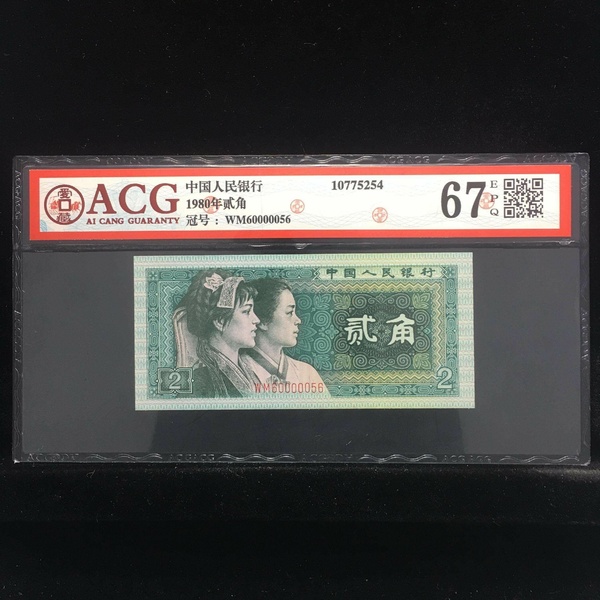 ACG
AI CANG GUARANTY
中国人民银行
10775254
1980年贰角
冠号：WM60000056
67
EPQ
中国人民银行
贰角
WM60000056
2
2